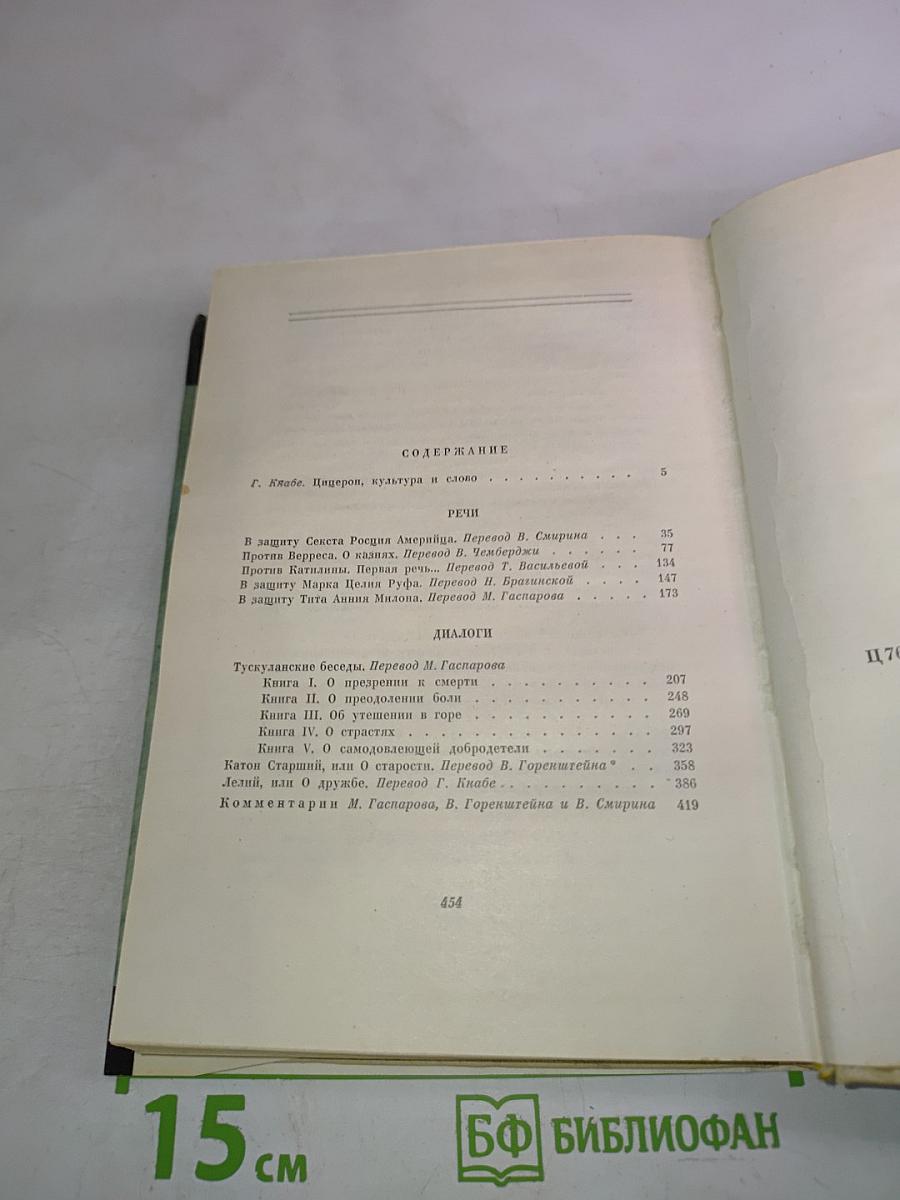 СОДЕРЖАНИЕ
Г. Кнабе. Цицерон, культура и слово . . . . . . . . . . 5
РЕЧИ
В защиту Секста Росция Америйца. Перевод В. Смирина . . . 35
Против Верреса. О казнях. Перевод В. Чемберджи . . . . . . 77
Против Катилины. Первая речь... Перевод Т. Васильевой . . . 134
В защиту Марка Целия Руфа. Перевод Н. Брагинской . . . . 147
В защиту Тита Анния Милона. Перевод М. Гаспарова . . . . . 173
ДИАЛОГИ
Тускуланские беседы. Перевод М. Гаспарова
Книга I. О презрении к смерти . . . . . . . . . . 207
Книга II. О преодолении боли . . . . . . . . . . . 248
Книга III. Об утешении в горе . . . . . . . . . . 269
Книга IV. О страстях . . . . . . . . . . . . . . 297
Книга V. О самодовлеющей добродетели . . . . . . . 323
Катон Старший, или О старости. Перевод В. Горенштейна* . . 358
Лелий, или О дружбе. Перевод Г. Кнабе . . . . . . . . . . 386
Комментарии М. Гаспарова, В. Горенштейна и В. Смирина 419
454
Ц 70
15 см
БФ БИБЛИОФАН